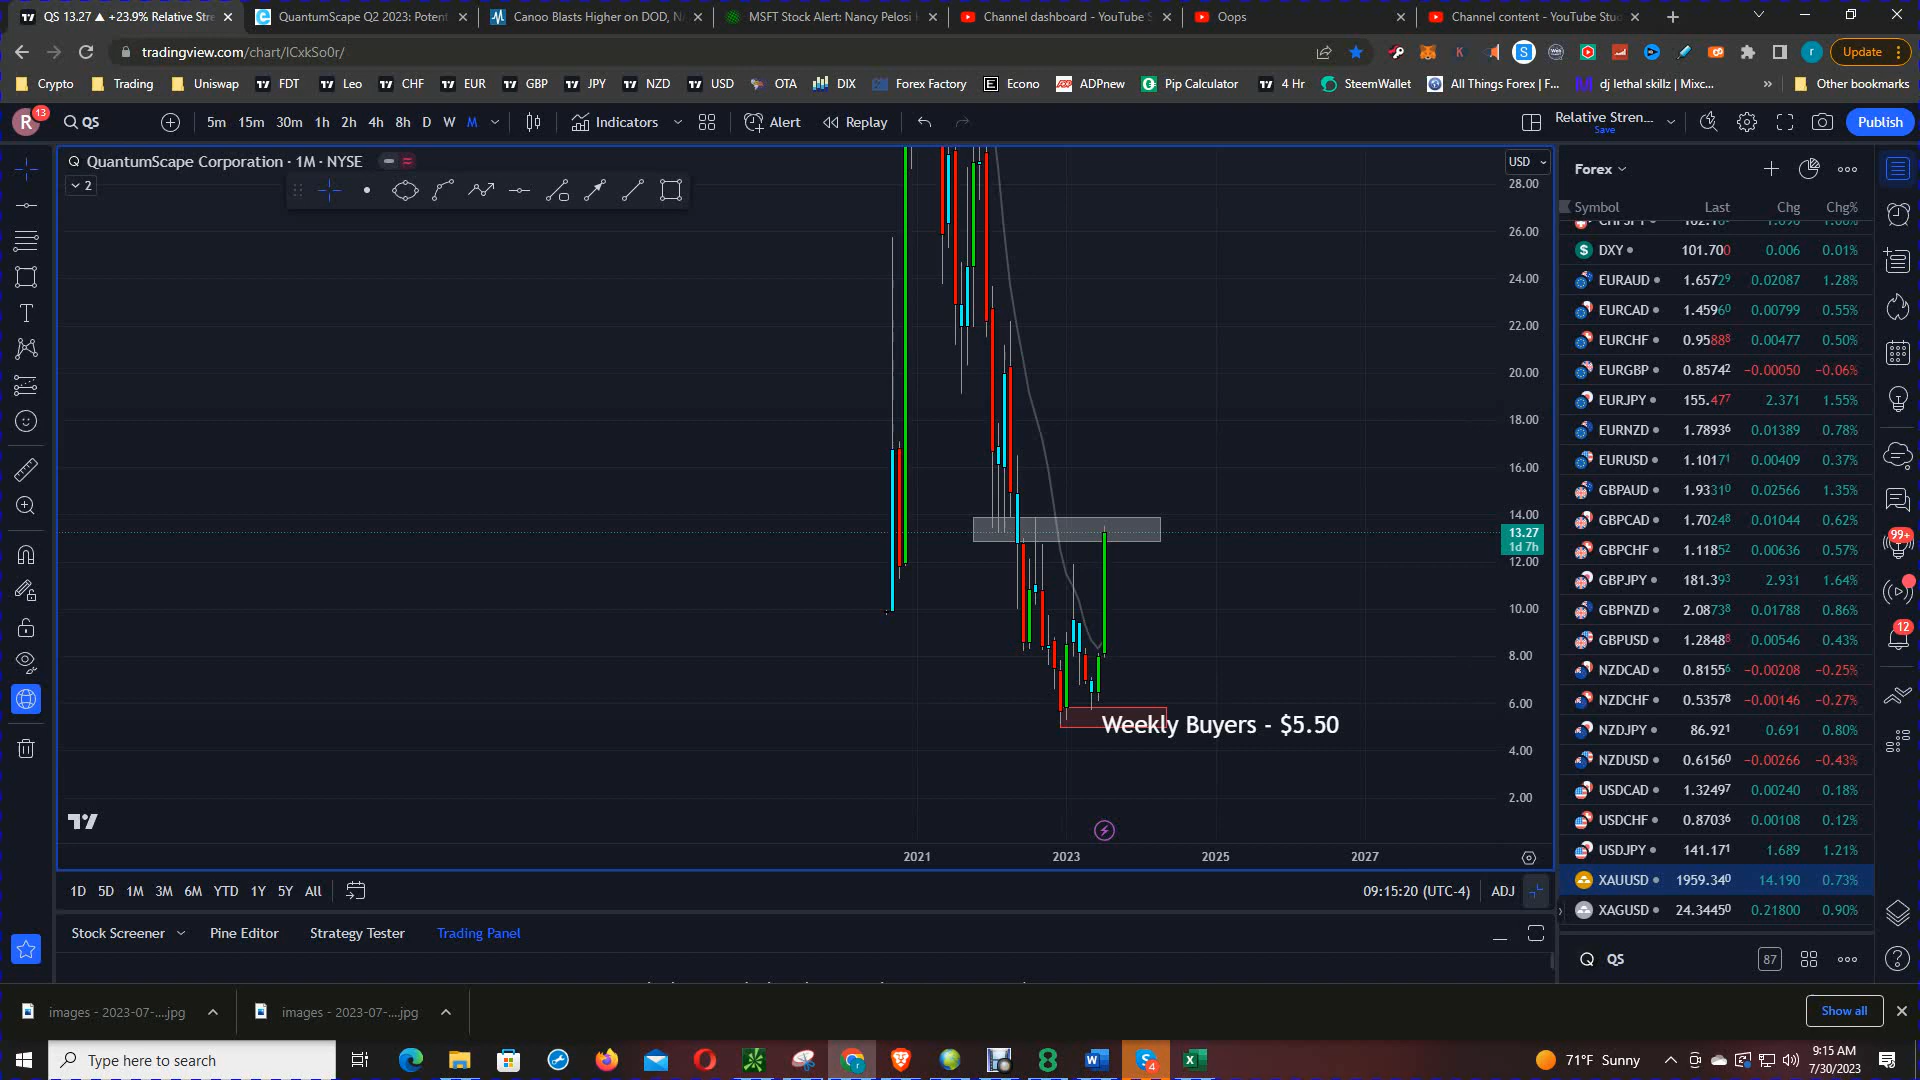 QS 13.27 ▲ +23.9% Relative Stre
QuantumScape Q2 2023: Potent
Canoo Blasts Higher on DOD, N
MSFT Stock Alert: Nancy Pelosi
Channel dashboard - YouTube S
Oops
Channel content - YouTube Stu
tradingview.com/chart/lCxkSo0r/
Update
Crypto Trading Uniswap FDT Leo CHF EUR GBP JPY NZD USD OTA DIX Forex Factory Econo ADPnew Pip Calculator 4 Hr SteemWallet All Things Forex | F... dj lethal skillz | Mixc... » Other bookmarks
R 13 QS 5m 15m 30m 1h 2h 4h 8h D W M Indicators Alert Replay Relative Stren... Save Publish
QuantumScape Corporation · 1M · NYSE
2
USD
28.00
26.00
24.00
22.00
20.00
18.00
16.00
14.00
13.27
1d 7h
12.00
10.00
8.00
6.00
4.00
2.00
Weekly Buyers - $5.50
2021 2023 2025 2027
1D 5D 1M 3M 6M YTD 1Y 5Y All
09:15:20 (UTC-4) ADJ
Stock Screener Pine Editor Strategy Tester Trading Panel
Forex
Symbol Last Chg Chg%
DXY 101.700 0.006 0.01%
EURAUD 1.65729 0.02087 1.28%
EURCAD 1.45960 0.00799 0.55%
EURCHF 0.95888 0.00477 0.50%
EURGBP 0.85742 −0.00050 −0.06%
EURJPY 155.477 2.371 1.55%
EURNZD 1.78936 0.01389 0.78%
EURUSD 1.10171 0.00409 0.37%
GBPAUD 1.93310 0.02566 1.35%
GBPCAD 1.70248 0.01044 0.62%
GBPCHF 1.11852 0.00636 0.57%
GBPJPY 181.393 2.931 1.64%
GBPNZD 2.08738 0.01788 0.86%
GBPUSD 1.28488 0.00546 0.43%
NZDCAD 0.81556 −0.00208 −0.25%
NZDCHF 0.53578 −0.00146 −0.27%
NZDJPY 86.921 0.691 0.80%
NZDUSD 0.61560 −0.00266 −0.43%
USDCAD 1.32497 0.00240 0.18%
USDCHF 0.87036 0.00108 0.12%
USDJPY 141.171 1.689 1.21%
XAUUSD 1959.340 14.190 0.73%
XAGUSD 24.34450 0.21800 0.90%
QS 87
99+
12
images - 2023-07-....jpg
images - 2023-07-....jpg
Show all
Type here to search
4
71°F Sunny
9:15 AM
7/30/2023